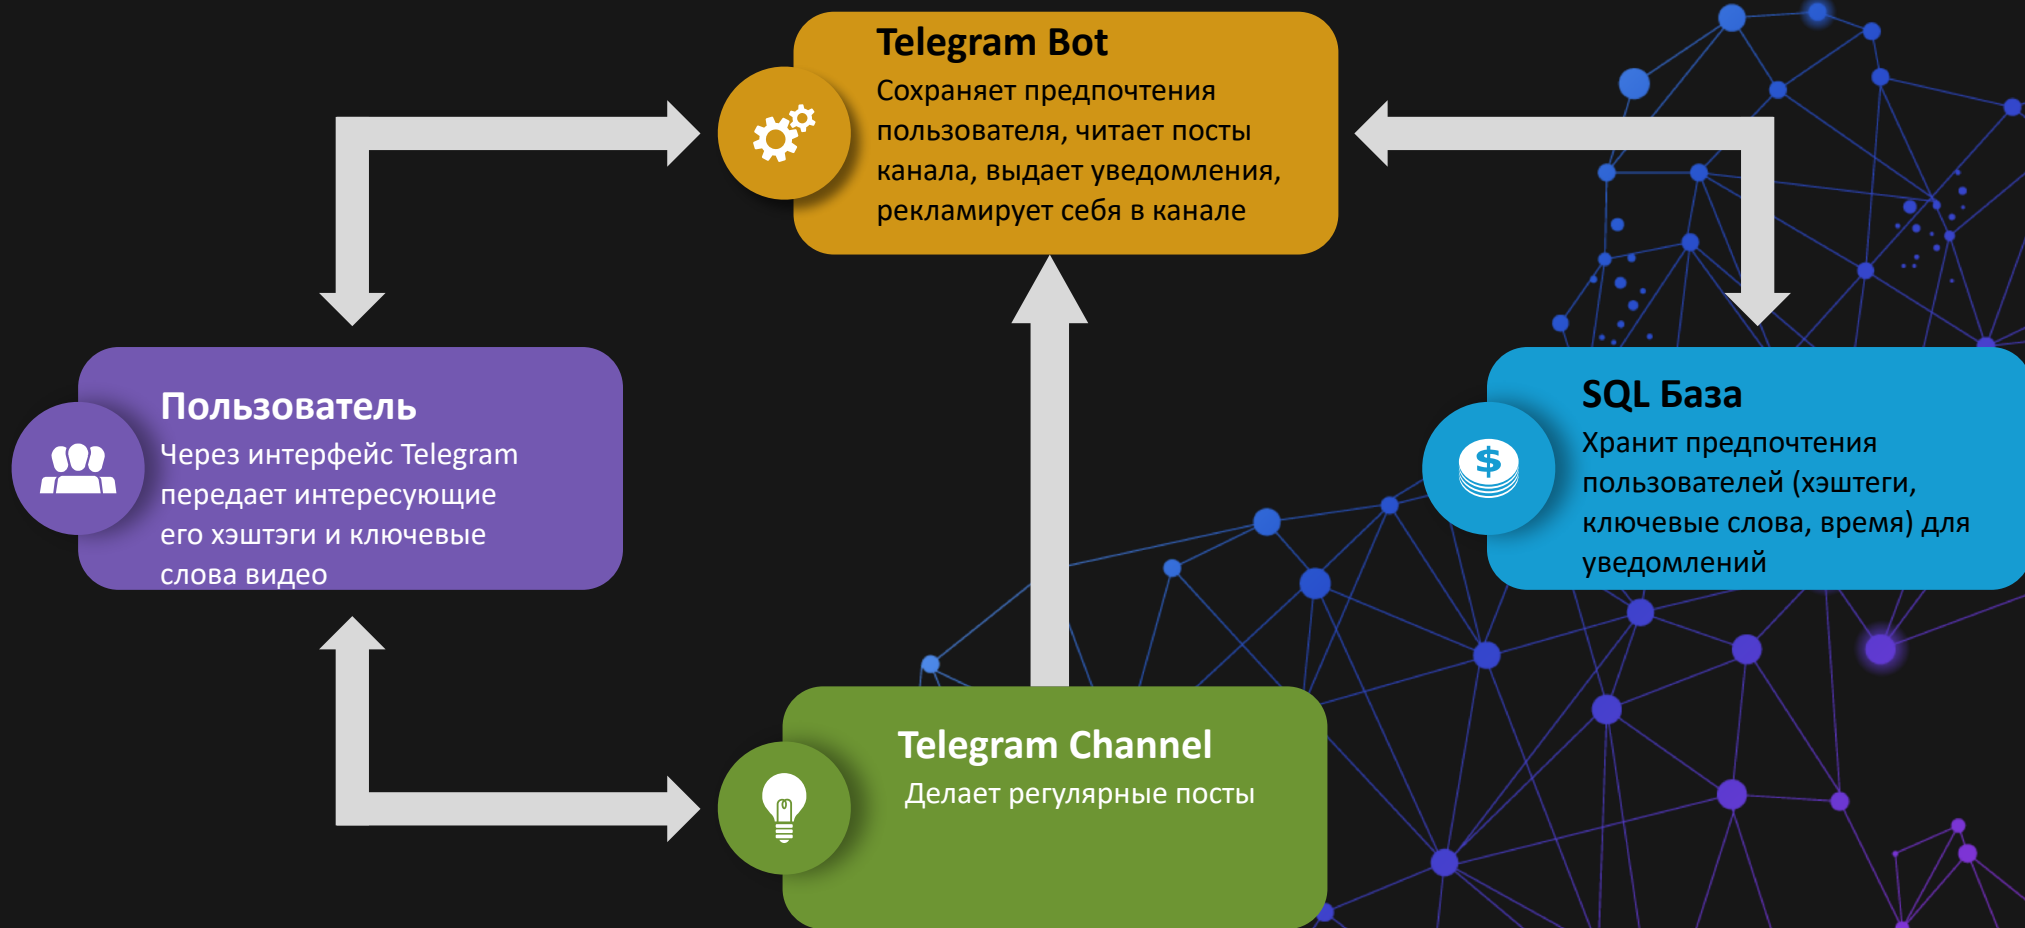 Telegram Bot
Сохраняет предпочтения
пользователя, читает посты
канала, выдает уведомления,
рекламирует себя в канале
Пользователь
Через интерфейс Telegram
передает интересующие
его хэштэги и ключевые
слова видео
SQL База
Хранит предпочтения
пользователей (хэштеги,
ключевые слова, время) для
уведомлений
$
Telegram Channel
Делает регулярные посты